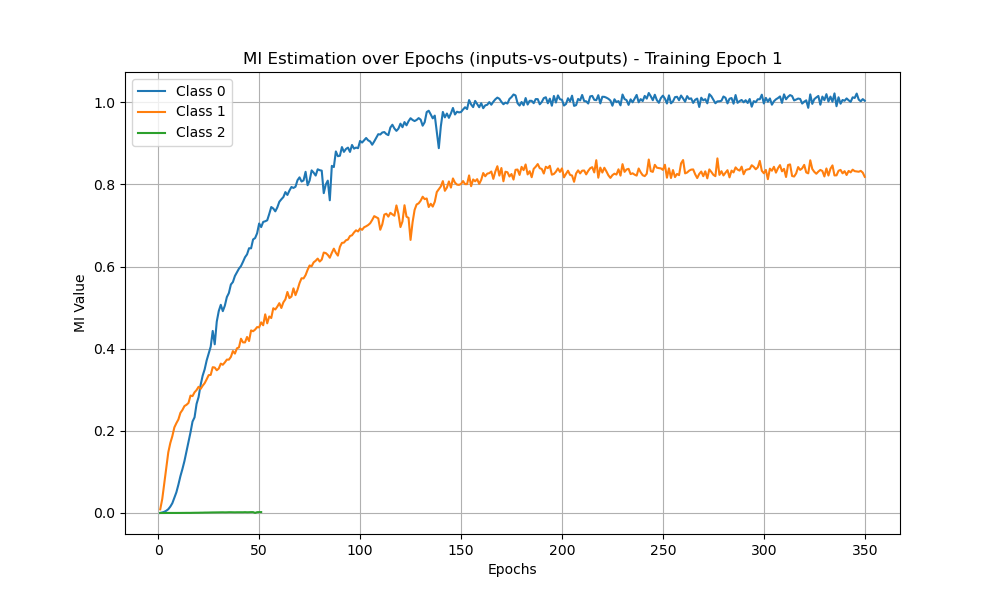 MI Estimation over Epochs (inputs-vs-outputs) - Training Epoch 1
Class 0
Class 1
Class 2
MI Value
1.0
0.8
0.6
0.4
0.2
0.0
0 50 100 150 200 250 300 350
Epochs